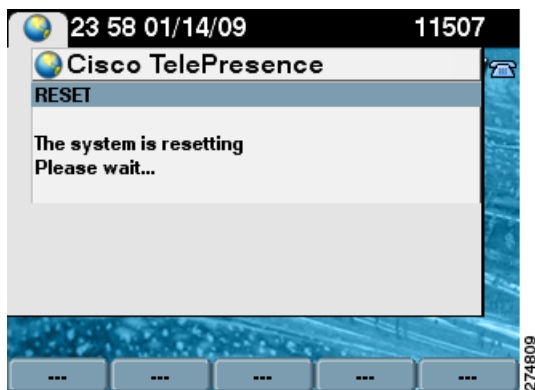 23 58 01/14/09 11507
Cisco TelePresence
RESET
The system is resetting
Please wait...
--- --- --- --- ---
274809